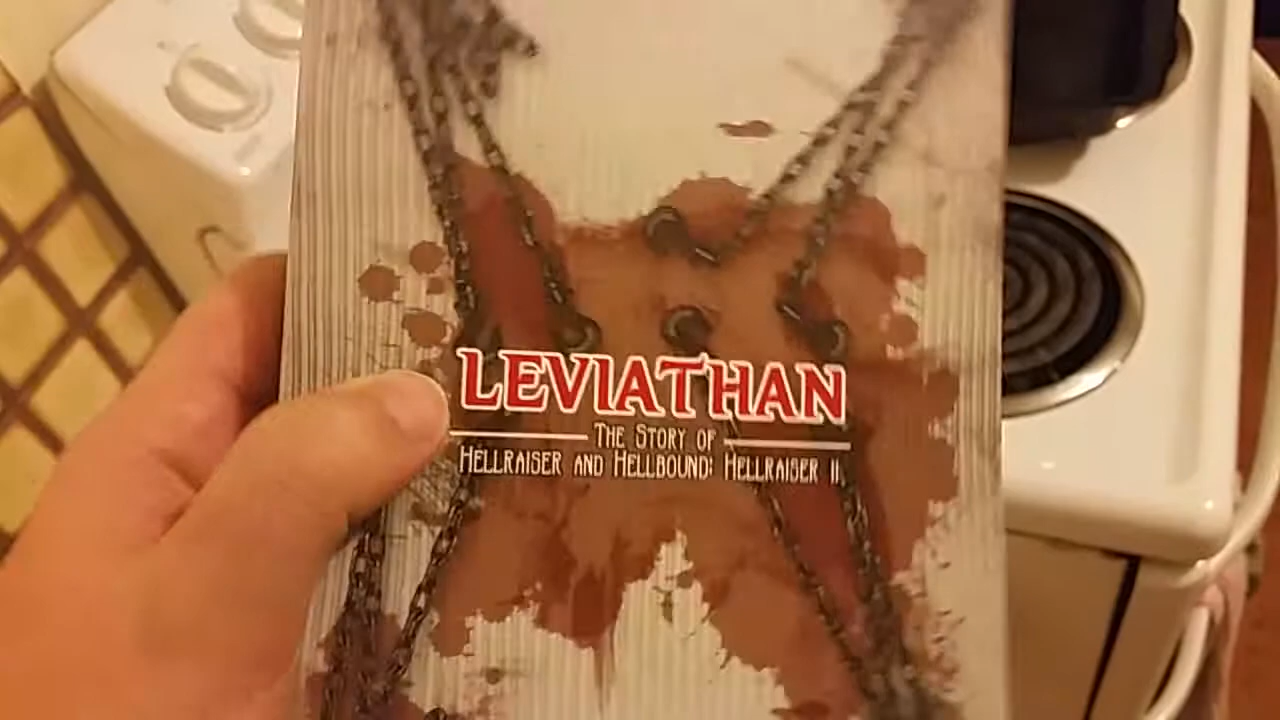 LEVIATHAN
THE STORY OF
HELLRAISER AND HELLBOUND: HELLRAISER II